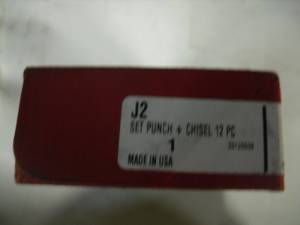 J2
SET PUNCH + CHISEL 12 PC
1
MADE IN USA